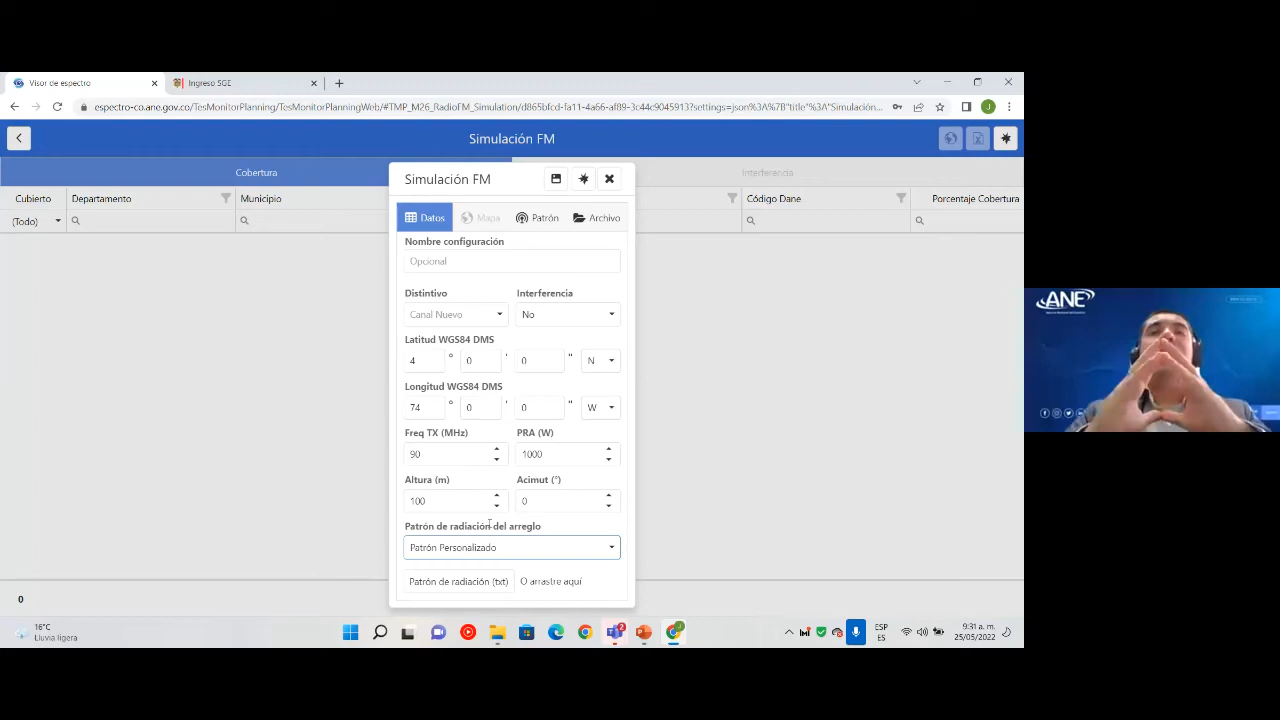 Visor de espectro
Ingreso SGE
espectro-co.ane.gov.co/TesMonitorPlanning/TesMonitorPlanningWeb/#TMP_M26_RadioFM_Simulation/d865bfcd-fa11-4a66-af89-3c44c9045913?settings=json%3A%7B"title"%3A"Simulación...
Simulación FM
Cobertura
Interferencia
Cubierto Departamento Municipio Código Dane Porcentaje Cobertura
(Todo)
Simulación FM
Datos Mapa Patrón Archivo
Nombre configuración
Opcional
Distintivo Interferencia
Canal Nuevo No
Latitud WGS84 DMS
4 ° 0 ' 0 " N
Longitud WGS84 DMS
74 ° 0 ' 0 " W
Freq TX (MHz) PRA (W)
90 1000
Altura (m) Acimut (°)
100 0
Patrón de radiación del arreglo
Patrón Personalizado
Patrón de radiación (txt) O arrastre aquí
0
ANE
16°C
Lluvia ligera
2
ESP
ES
9:31 a. m.
25/05/2022